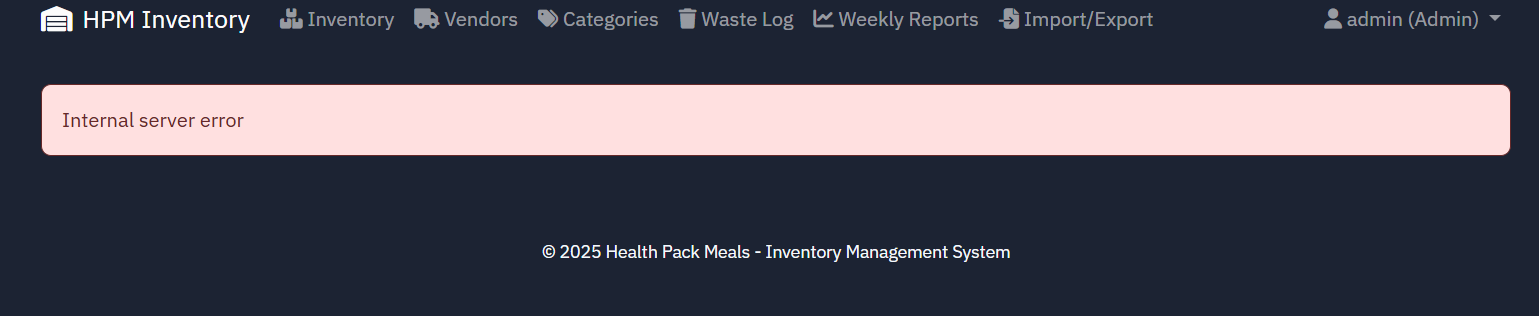 HPM Inventory Inventory Vendors Categories Waste Log Weekly Reports Import/Export admin (Admin)
Internal server error
© 2025 Health Pack Meals - Inventory Management System